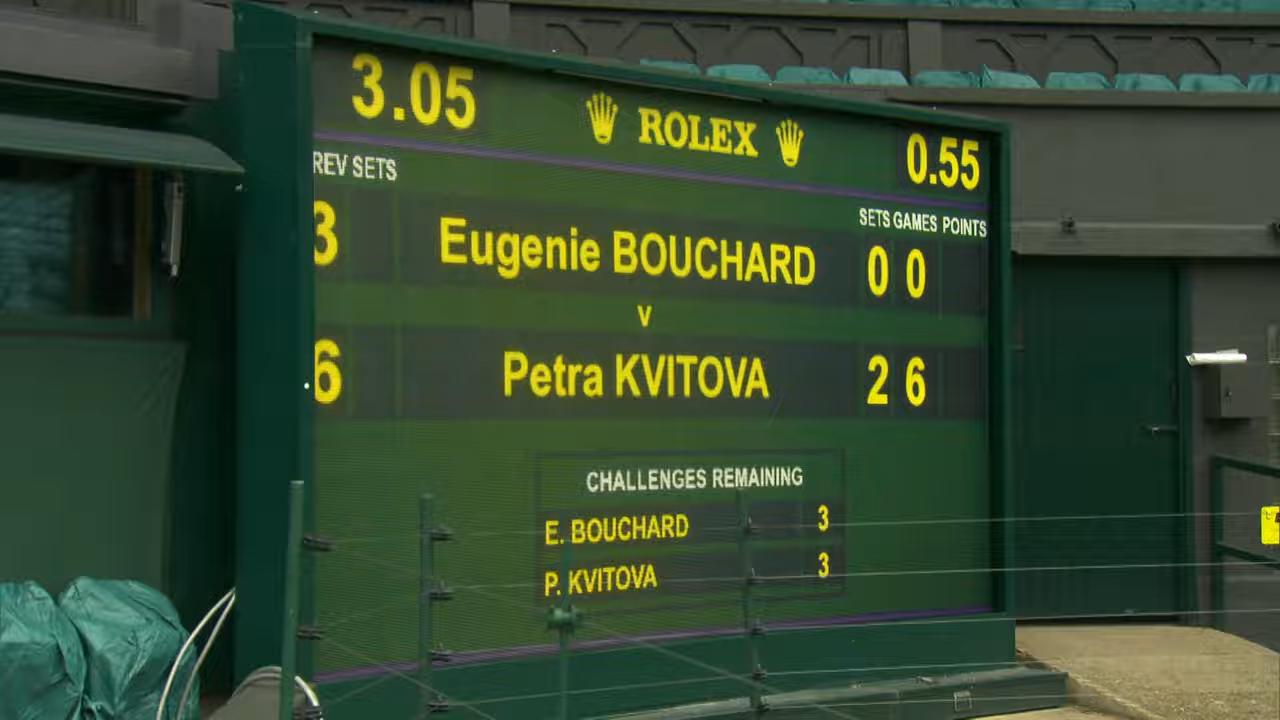 3.05 ROLEX 0.55
REV SETS
SETS GAMES POINTS
3 Eugenie BOUCHARD 0 0
v
6 Petra KVITOVA 2 6
CHALLENGES REMAINING
E. BOUCHARD 3
P. KVITOVA 3